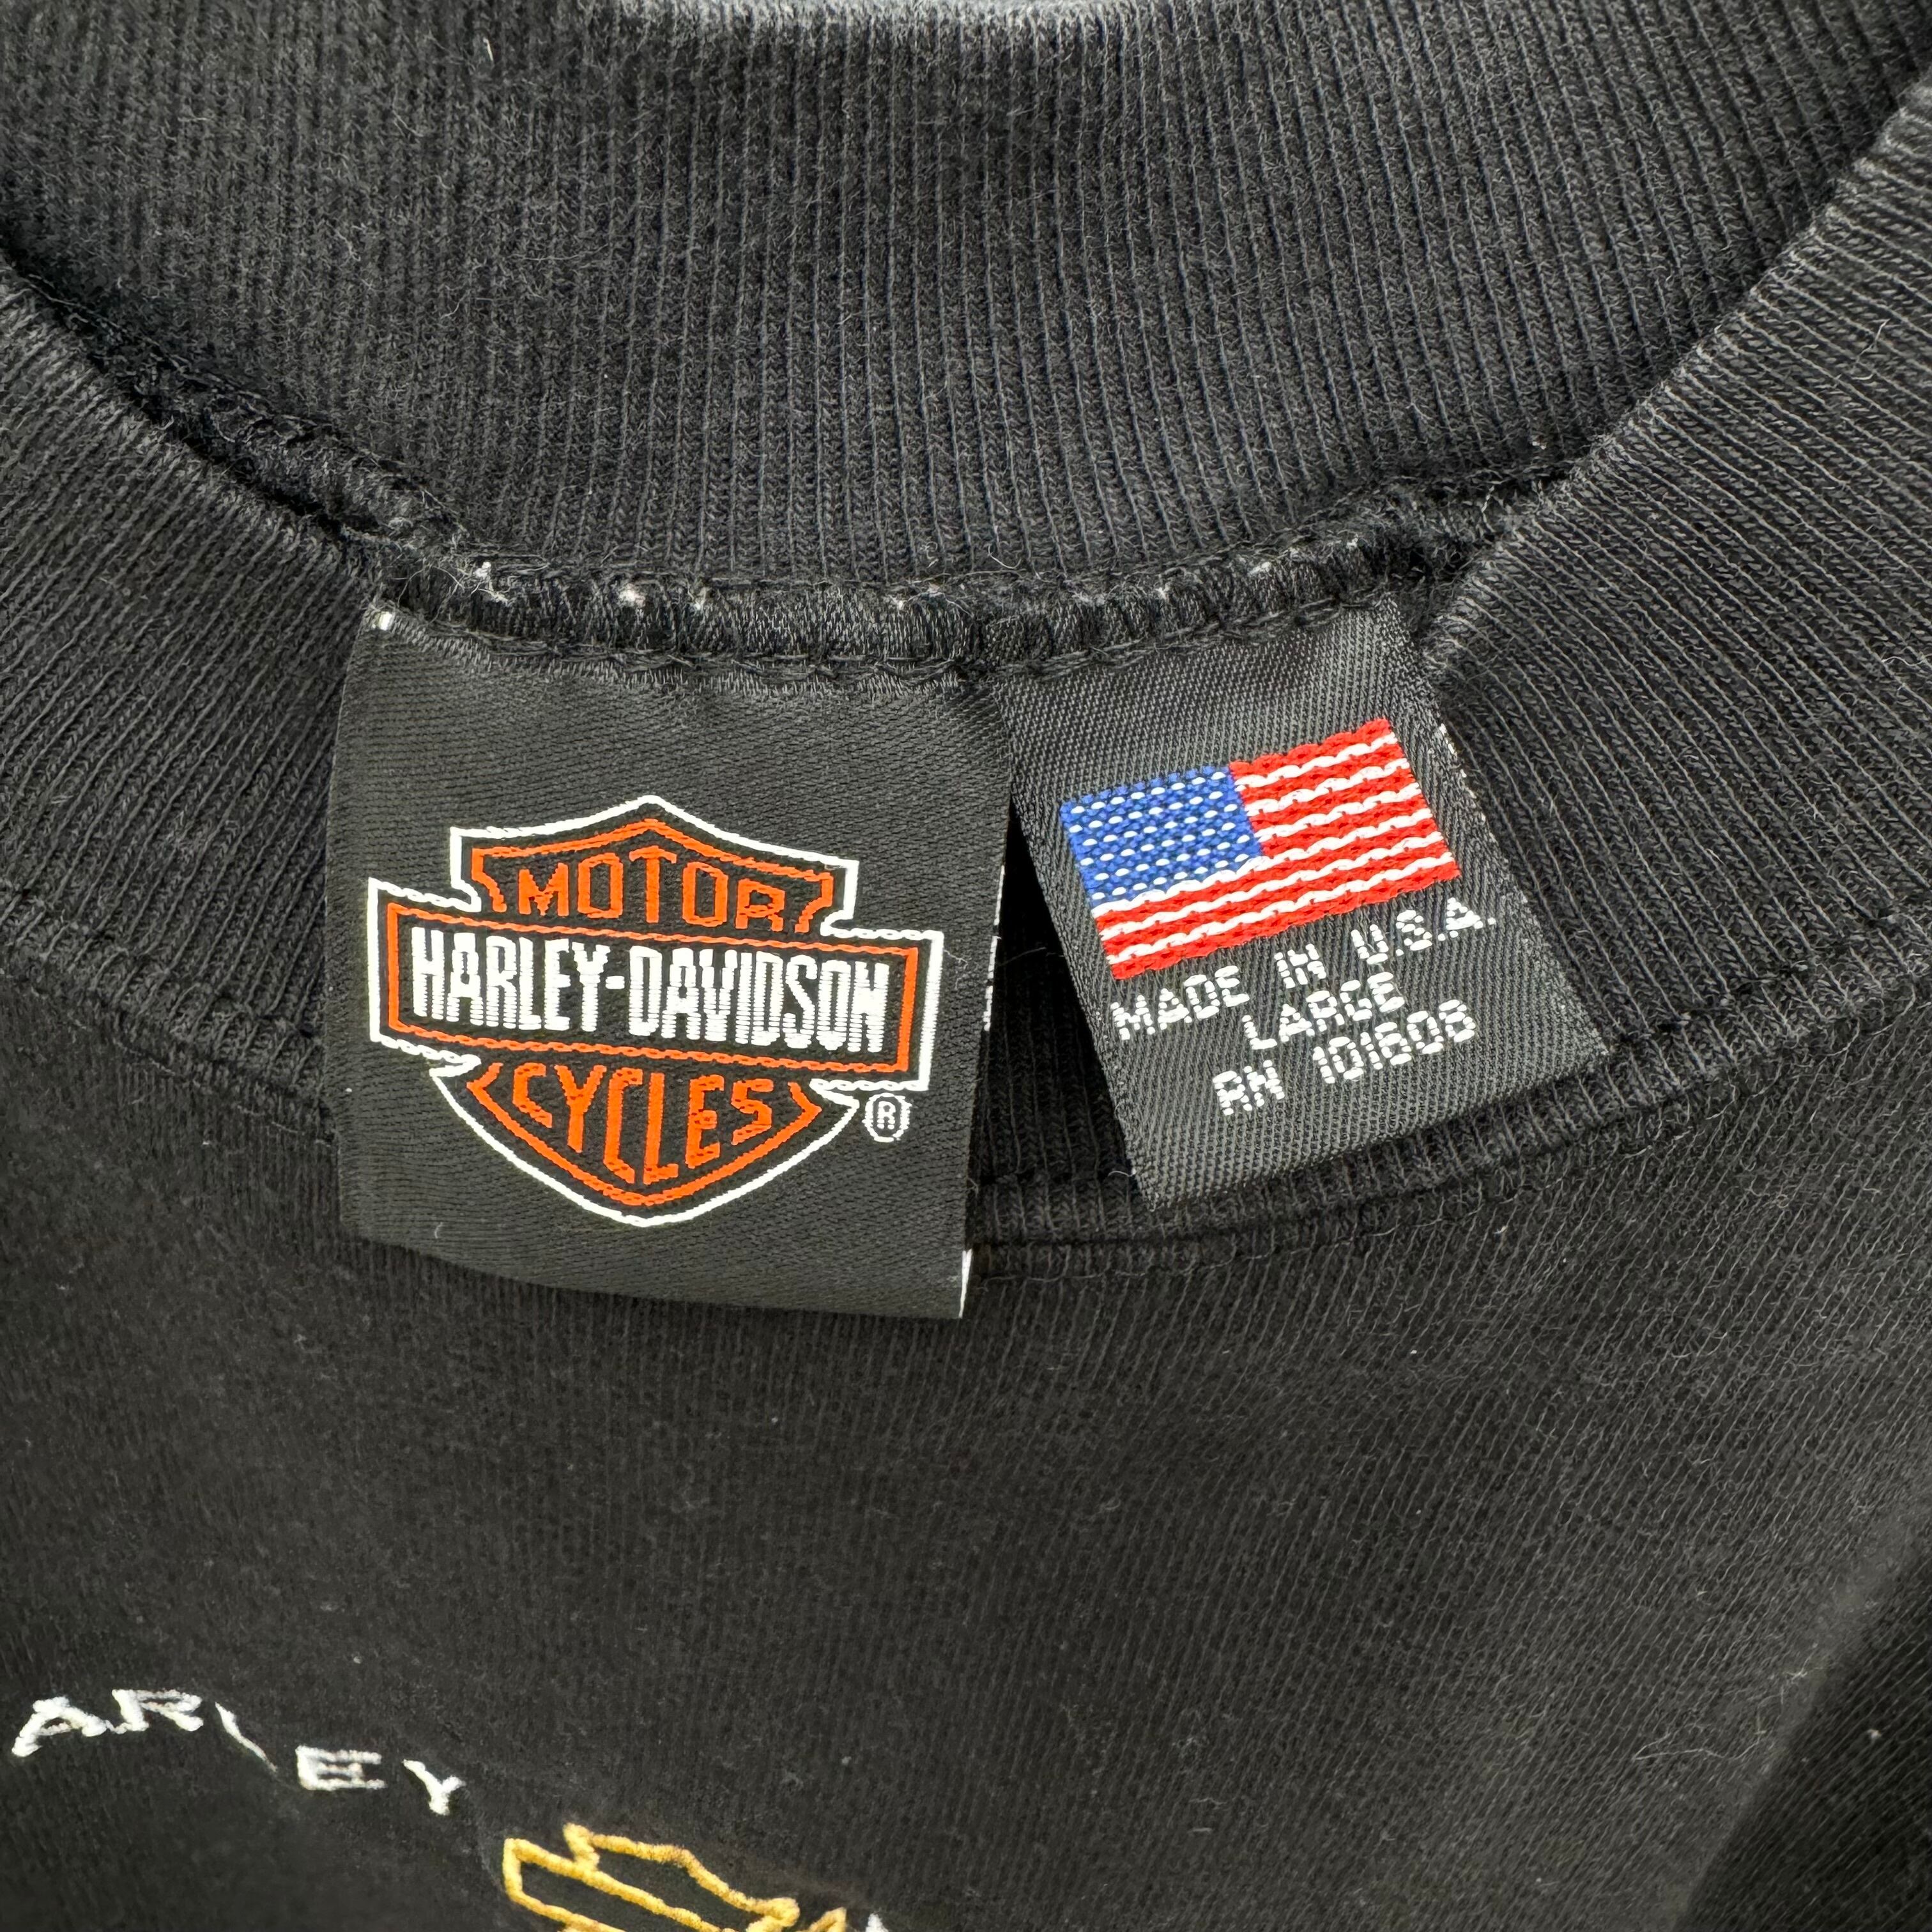 MOTOR
HARLEY-DAVIDSON
CYCLES
®
MADE IN U.S.A.
LARGE
RN 101608
ARLEY